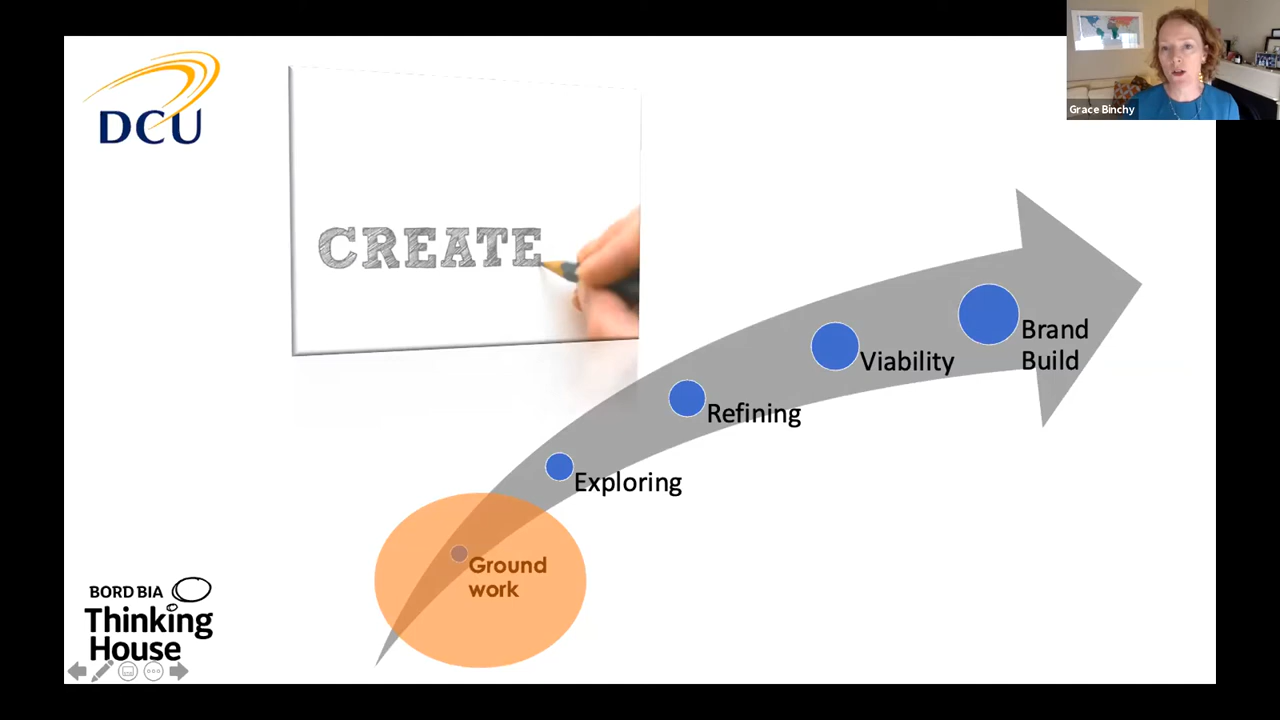 DCU
Grace Binchy
CREATE
Brand
Build
Viability
Refining
Exploring
Ground
work
BORD BIA
Thinking
House